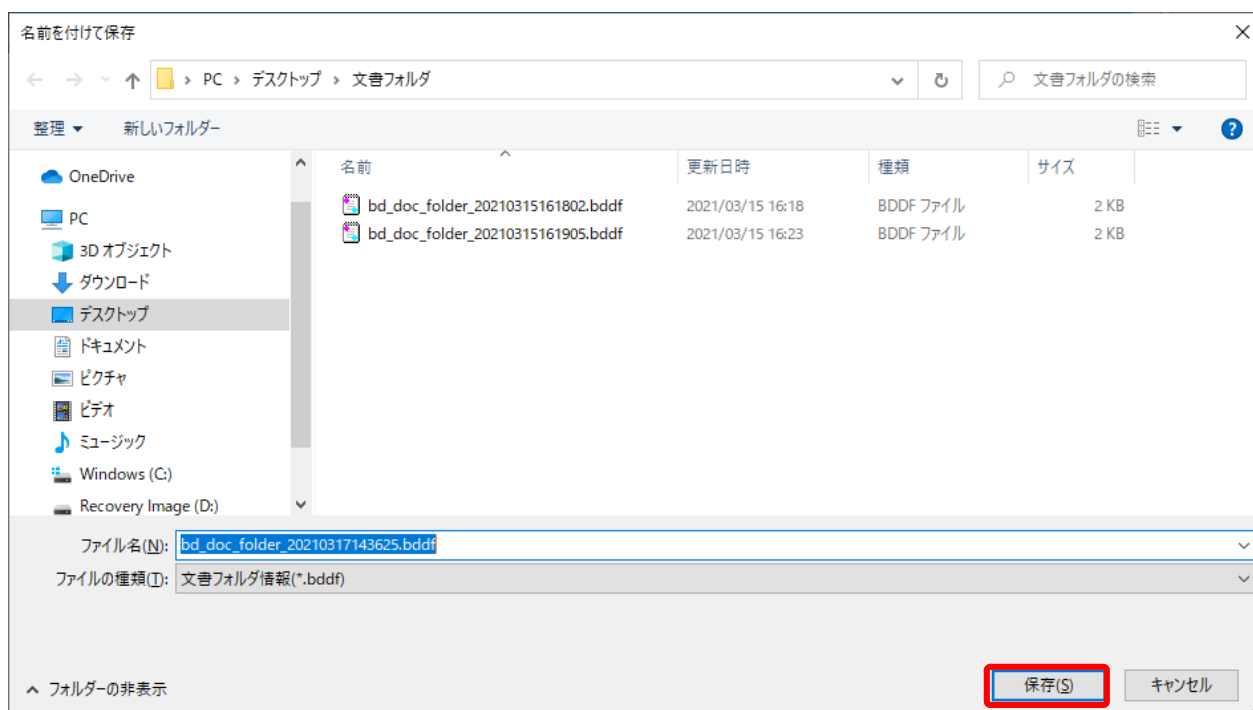 名前を付けて保存
PC › デスクトップ › 文書フォルダ
文書フォルダの検索
整理 新しいフォルダー
?
OneDrive
PC
3D オブジェクト
ダウンロード
デスクトップ
ドキュメント
ピクチャ
ビデオ
ミュージック
Windows (C:)
Recovery Image (D:)
名前 更新日時 種類 サイズ
bd_doc_folder_20210315161802.bddf 2021/03/15 16:18 BDDF ファイル 2 KB
bd_doc_folder_20210315161905.bddf 2021/03/15 16:23 BDDF ファイル 2 KB
ファイル名(N): bd_doc_folder_20210317143625.bddf
ファイルの種類(T): 文書フォルダ情報(*.bddf)
フォルダーの非表示
保存(S) キャンセル